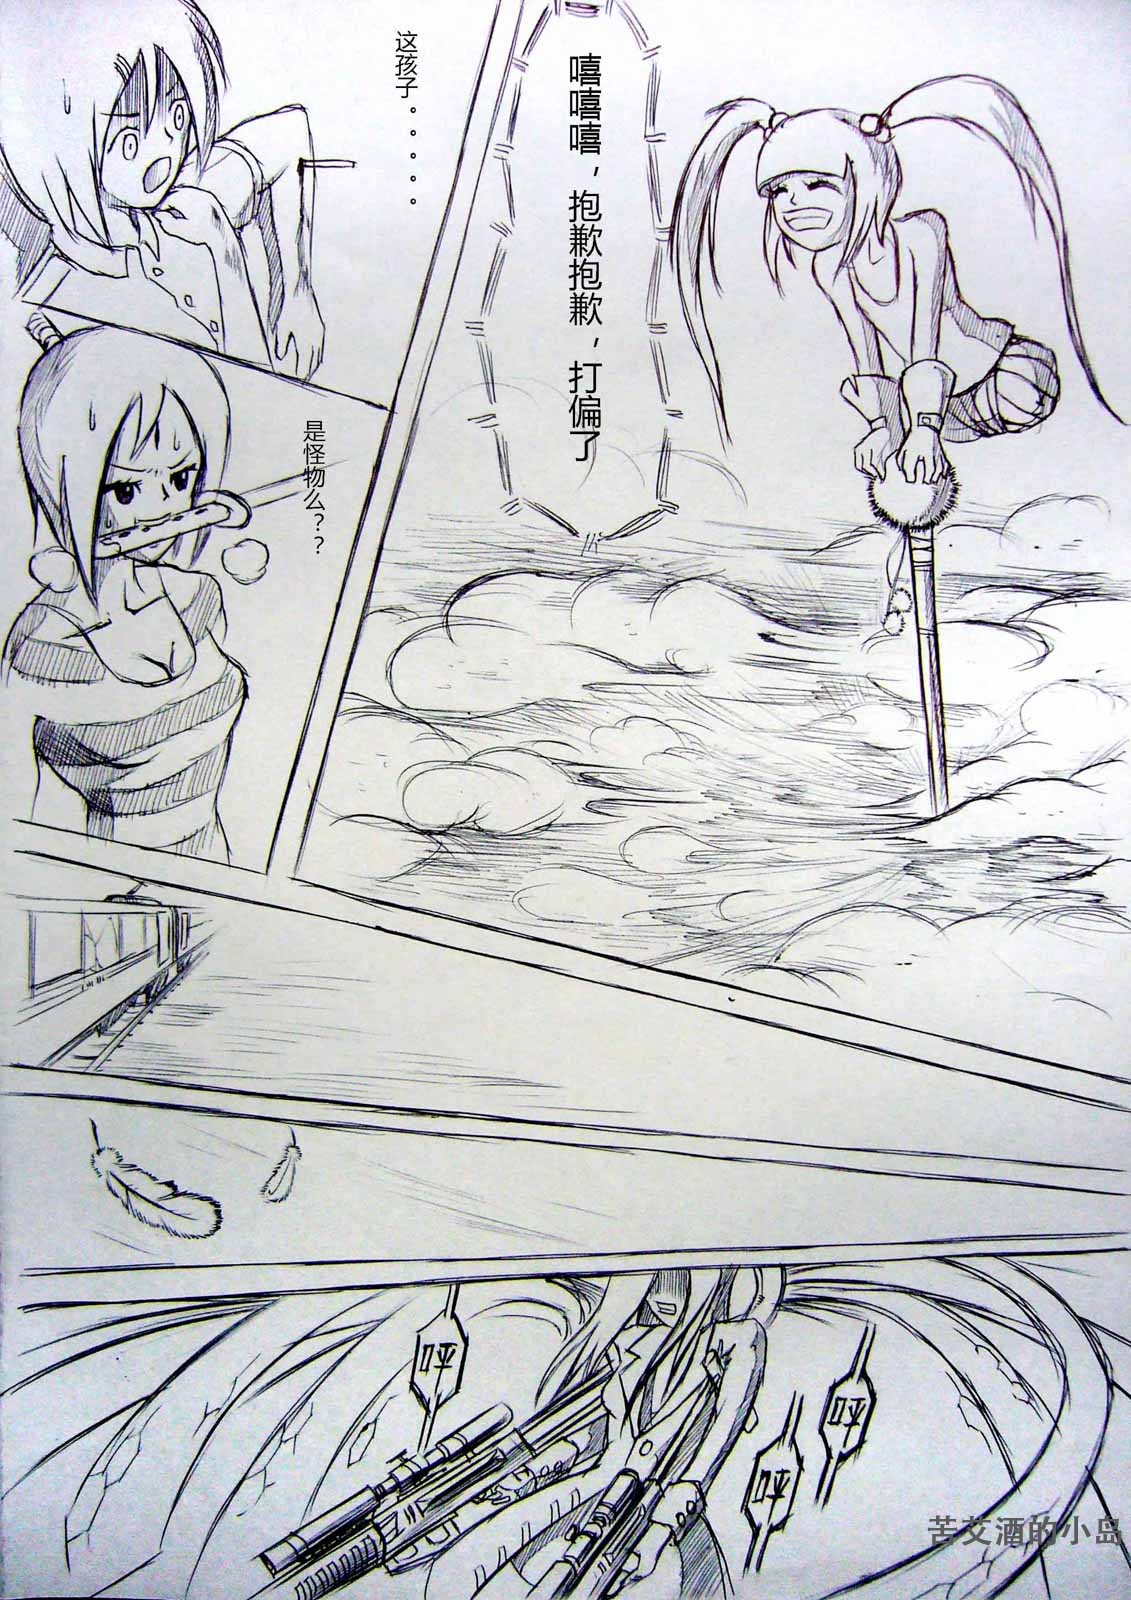 嘻嘻嘻，抱歉抱歉，打偏了
这孩子。。。。。
是怪物么？？
呼
呼
呼
苦艾酒的小岛